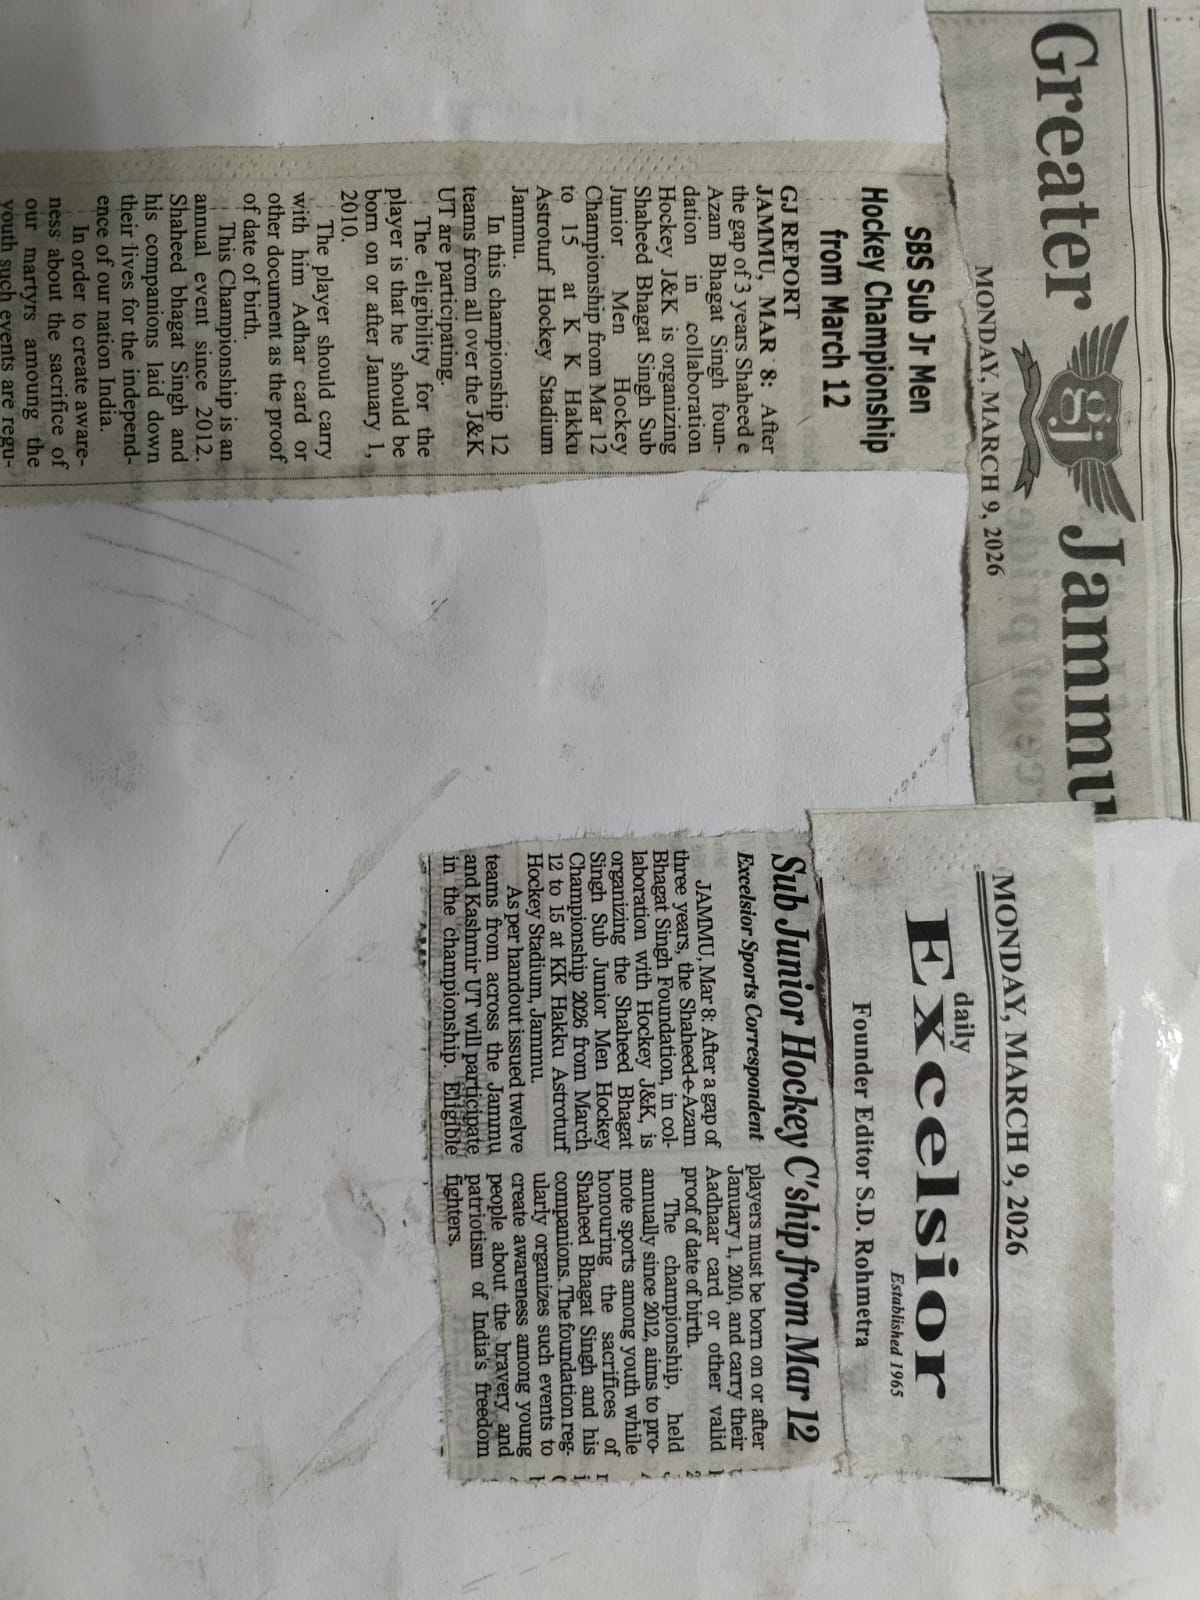 Greater gj Jammu
MONDAY, MARCH 9, 2026
SBS Sub Jr Men
Hockey Championship
from March 12
GJ REPORT
JAMMU, MAR 8: After
the gap of 3 years Shaheed e
Azam Bhagat Singh foun-
dation in collaboration
Hockey J&K is organizing
Shaheed Bhagat Singh Sub
Junior Men Hockey
Championship from Mar 12
to 15 at K K Hakku
Astroturf Hockey Stadium
Jammu.
In this championship 12
teams from all over the J&K
UT are participating.
The eligibility for the
player is that he should be
born on or after January 1,
2010.
The player should carry
with him Adhar card or
other document as the proof
of date of birth.
This Championship is an
annual event since 2012.
Shaheed bhagat Singh and
his companions laid down
their lives for the independ-
ence of our nation India.
In order to create aware-
ness about the sacrifice of
our martyrs amoung the
youth such events are regu-
MONDAY, MARCH 9, 2026
daily
Excelsior
Established 1965
Founder Editor S.D. Rohmetra
Sub Junior Hockey C'ship from Mar 12
Excelsior Sports Correspondent
JAMMU, Mar 8: After a gap of
three years, the Shaheed-e-Azam
Bhagat Singh Foundation, in col-
laboration with Hockey J&K, is
organizing the Shaheed Bhagat
Singh Sub Junior Men Hockey
Championship 2026 from March
12 to 15 at KK Hakku Astroturf
Hockey Stadium, Jammu.
As per handout issued twelve
teams from across the Jammu
and Kashmir UT will participate
in the championship. Eligible
players must be born on or after
January 1, 2010, and carry their
Aadhaar card or other valid
proof of date of birth.
The championship, held
annually since 2012, aims to pro-
mote sports among youth while
honouring the sacrifices of
Shaheed Bhagat Singh and his
companions. The foundation reg-
ularly organizes such events to
create awareness among young
people about the bravery and
patriotism of India's freedom
fighters.